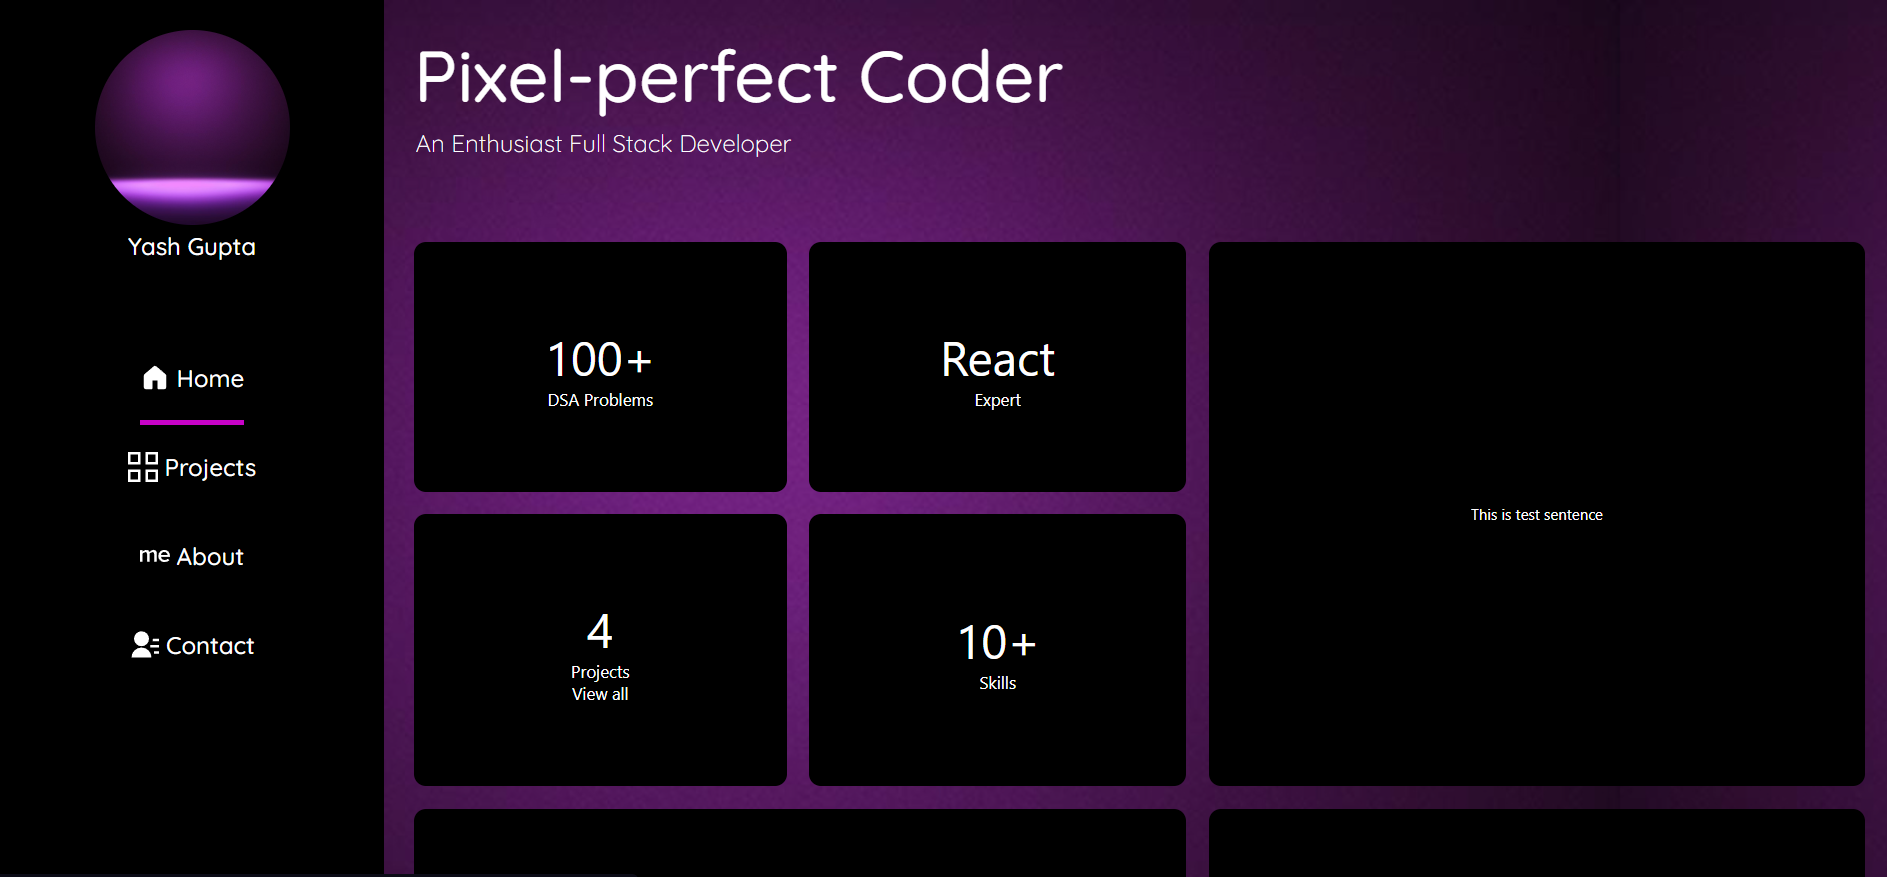 Yash Gupta
Home
Projects
me About
Contact
Pixel-perfect Coder
An Enthusiast Full Stack Developer
100+
DSA Problems
React
Expert
4
Projects
View all
10+
Skills
This is test sentence